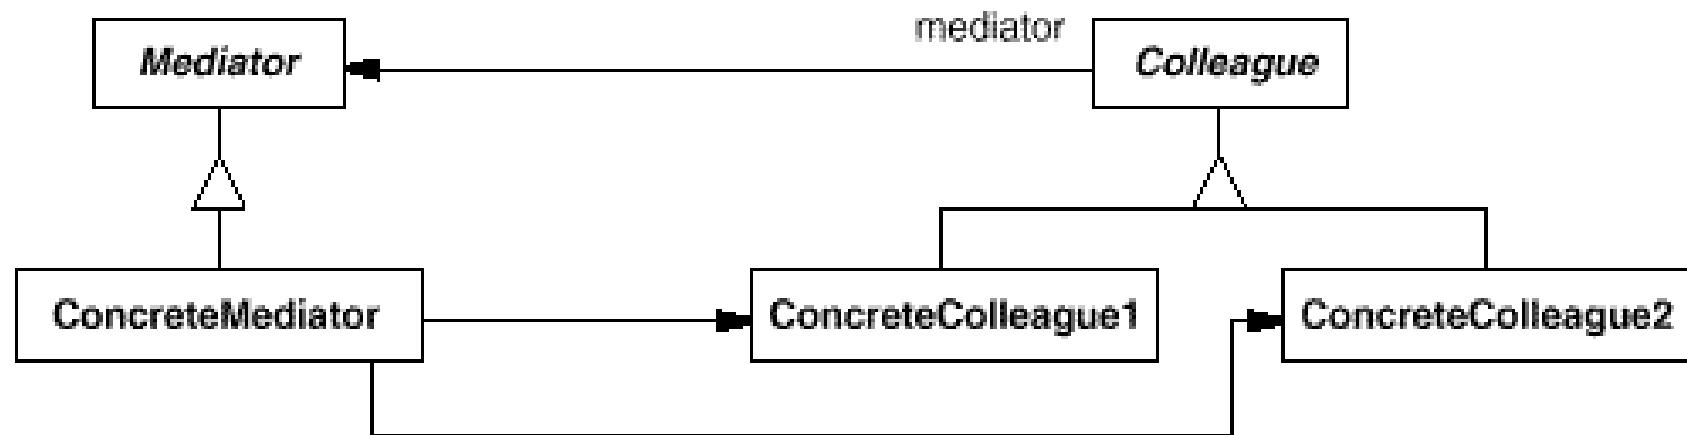 mediator
Mediator
Colleague
ConcreteMediator
ConcreteColleague1
ConcreteColleague2